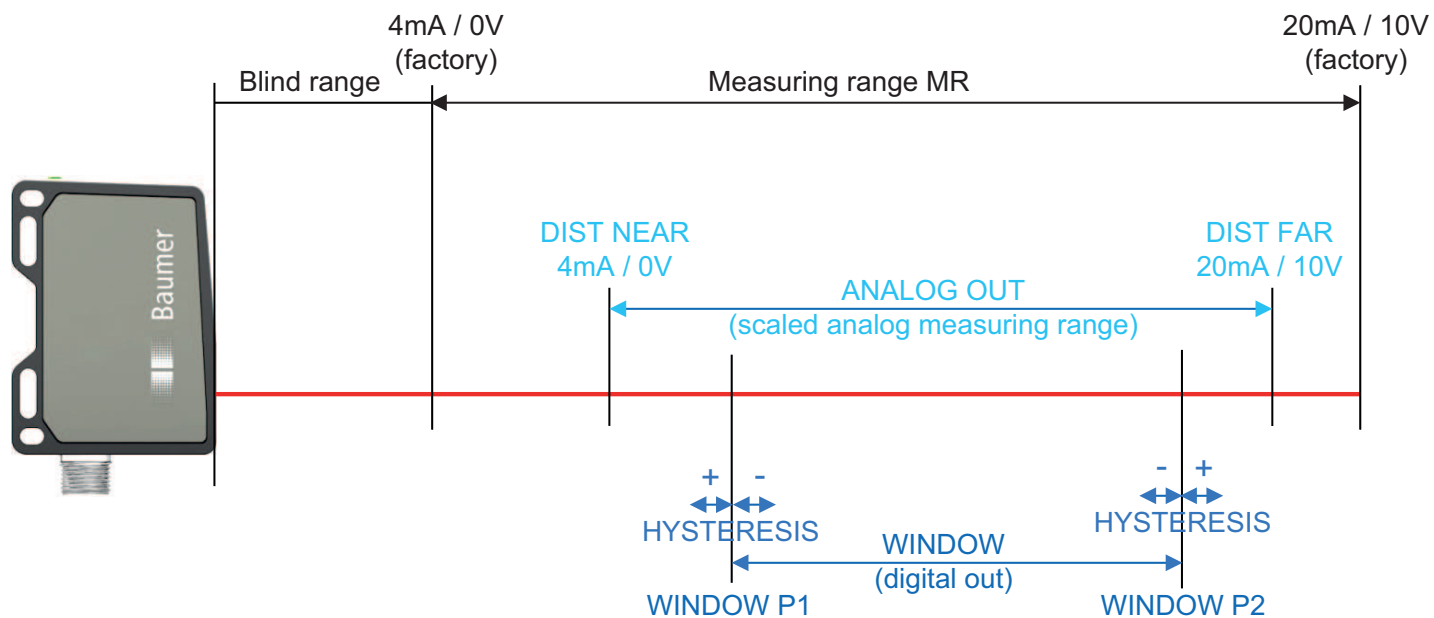 4mA / 0V
(factory)
20mA / 10V
(factory)
Blind range
Measuring range MR
Baumer
DIST NEAR
4mA / 0V
DIST FAR
20mA / 10V
ANALOG OUT
(scaled analog measuring range)
+ -
HYSTERESIS
- +
HYSTERESIS
WINDOW
(digital out)
WINDOW P1
WINDOW P2